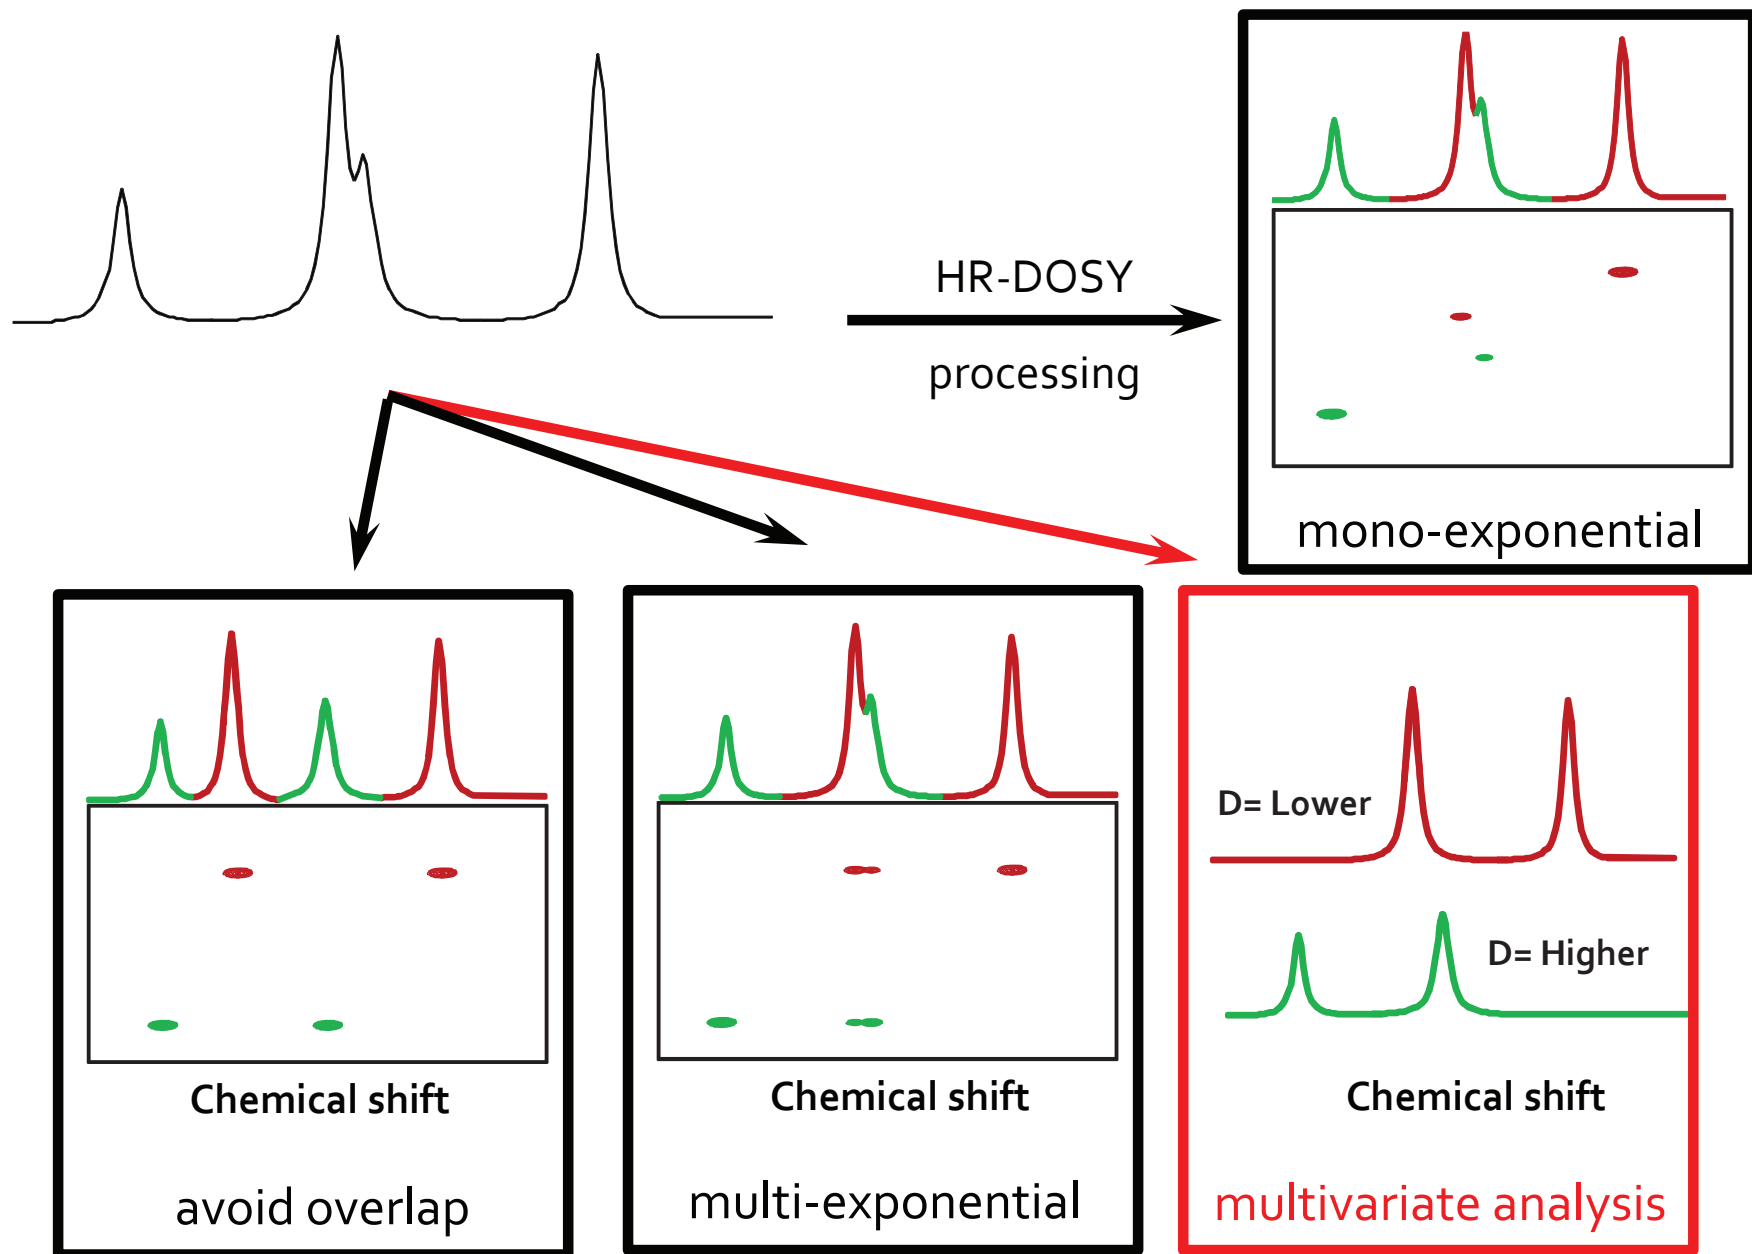 HR-DOSY
processing
mono-exponential
Chemical shift
avoid overlap
Chemical shift
multi-exponential
D= Lower
D= Higher
Chemical shift
multivariate analysis